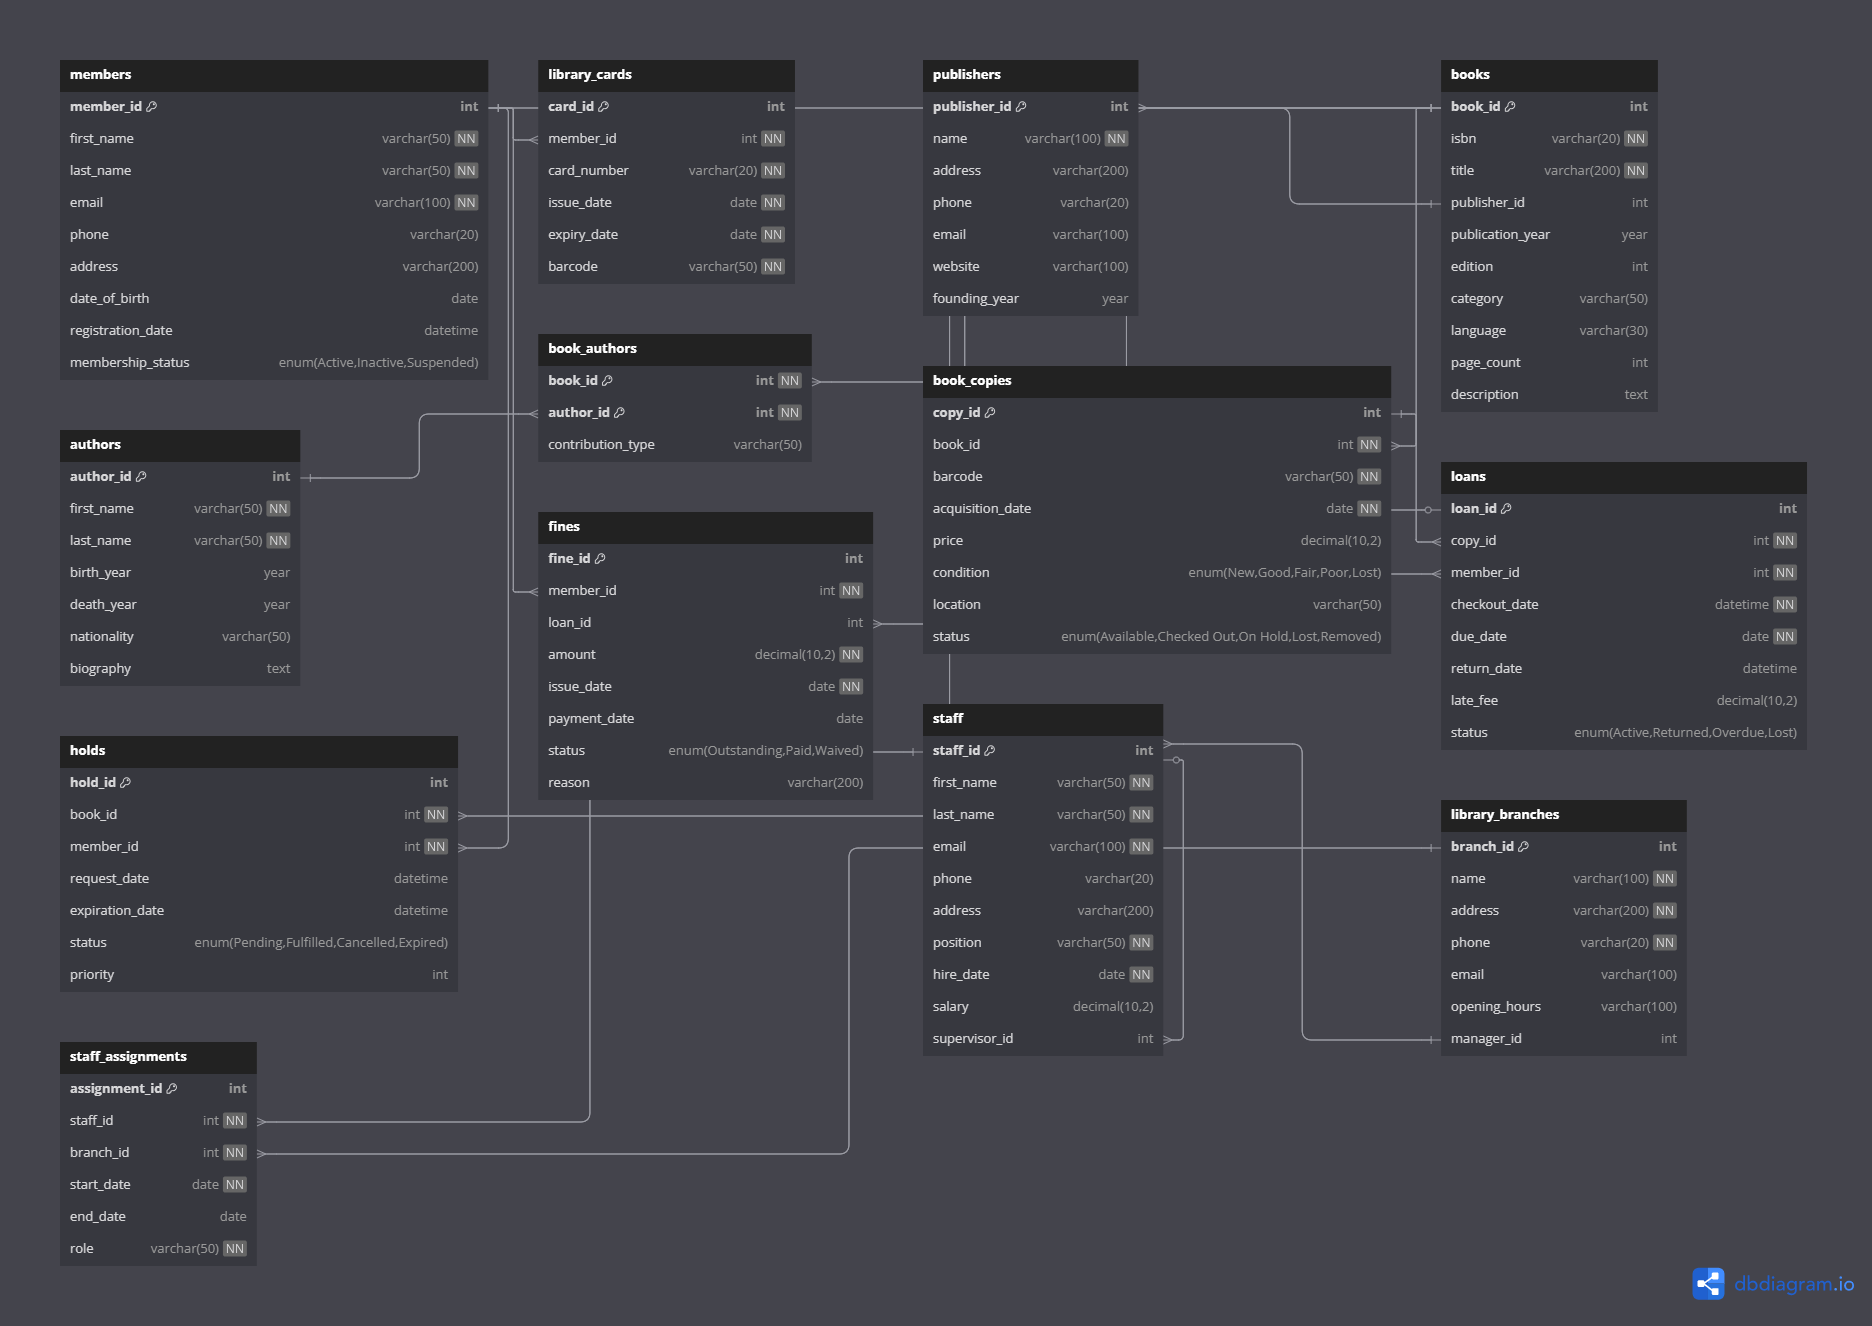 members
member_id int
first_name varchar(50) NN
last_name varchar(50) NN
email varchar(100) NN
phone varchar(20)
address varchar(200)
date_of_birth date
registration_date datetime
membership_status enum(Active,Inactive,Suspended)
library_cards
card_id int
member_id int NN
card_number varchar(20) NN
issue_date date NN
expiry_date date NN
barcode varchar(50) NN
publishers
publisher_id int
name varchar(100) NN
address varchar(200)
phone varchar(20)
email varchar(100)
website varchar(100)
founding_year year
books
book_id int
isbn varchar(20) NN
title varchar(200) NN
publisher_id int
publication_year year
edition int
category varchar(50)
language varchar(30)
page_count int
description text
book_authors
book_id int NN
author_id int NN
contribution_type varchar(50)
book_copies
copy_id int
book_id int NN
barcode varchar(50) NN
acquisition_date date NN
price decimal(10,2)
condition enum(New,Good,Fair,Poor,Lost)
location varchar(50)
status enum(Available,Checked Out,On Hold,Lost,Removed)
authors
author_id int
first_name varchar(50) NN
last_name varchar(50) NN
birth_year year
death_year year
nationality varchar(50)
biography text
loans
loan_id int
copy_id int NN
member_id int NN
checkout_date datetime NN
due_date date NN
return_date datetime
late_fee decimal(10,2)
status enum(Active,Returned,Overdue,Lost)
fines
fine_id int
member_id int NN
loan_id int
amount decimal(10,2) NN
issue_date date NN
payment_date date
status enum(Outstanding,Paid,Waived)
reason varchar(200)
staff
staff_id int
first_name varchar(50) NN
last_name varchar(50) NN
email varchar(100) NN
phone varchar(20)
address varchar(200)
position varchar(50) NN
hire_date date NN
salary decimal(10,2)
supervisor_id int
holds
hold_id int
book_id int NN
member_id int NN
request_date datetime
expiration_date datetime
status enum(Pending,Fulfilled,Cancelled,Expired)
priority int
library_branches
branch_id int
name varchar(100) NN
address varchar(200) NN
phone varchar(20) NN
email varchar(100)
opening_hours varchar(100)
manager_id int
staff_assignments
assignment_id int
staff_id int NN
branch_id int NN
start_date date NN
end_date date
role varchar(50) NN
dbdiagram.io